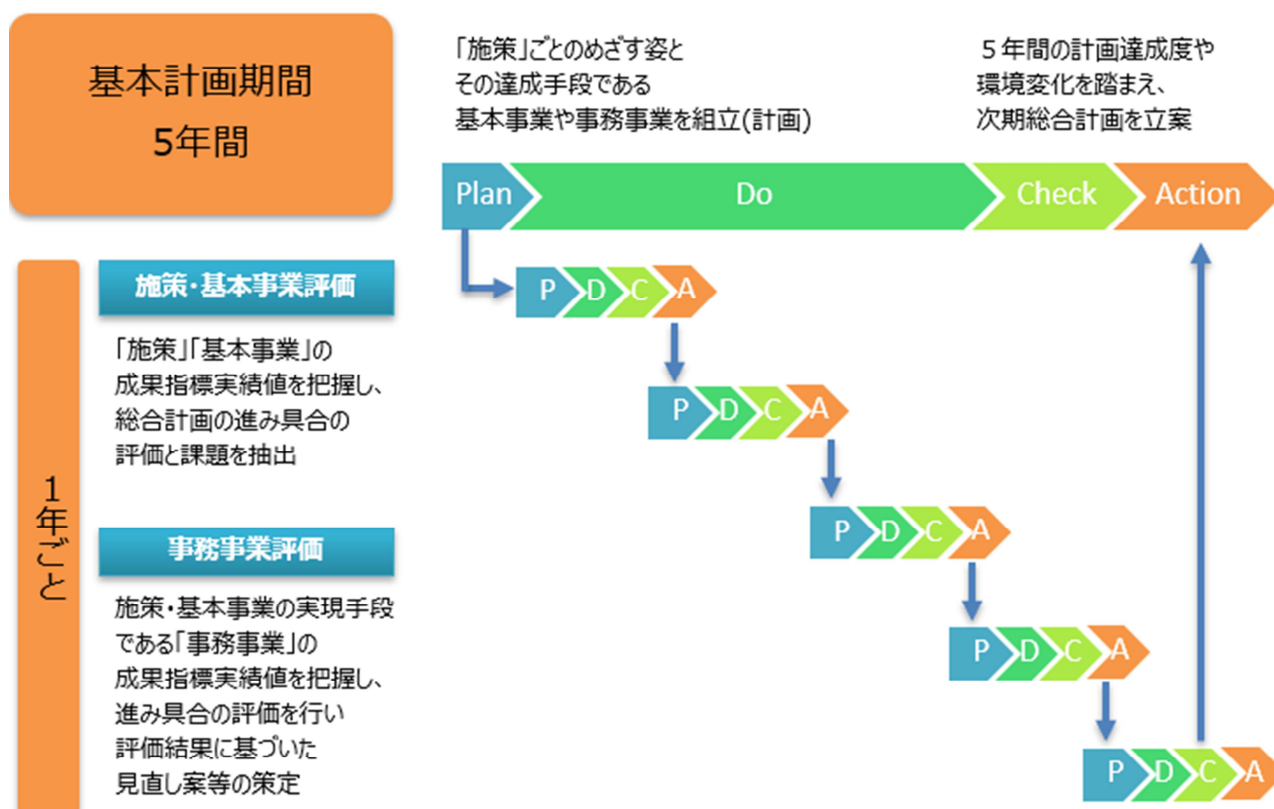 基本計画期間
5年間
「施策」ごとのめざす姿と
その達成手段である
基本事業や事務事業を組立(計画)
５年間の計画達成度や
環境変化を踏まえ、
次期総合計画を立案
Plan
Do
Check
Action
1年ごと
施策・基本事業評価
「施策」「基本事業」の
成果指標実績値を把握し、
総合計画の進み具合の
評価と課題を抽出
事務事業評価
施策・基本事業の実現手段
である「事務事業」の
成果指標実績値を把握し、
進み具合の評価を行い
評価結果に基づいた
見直し案等の策定
P D C A
P D C A
P D C A
P D C A
P D C A